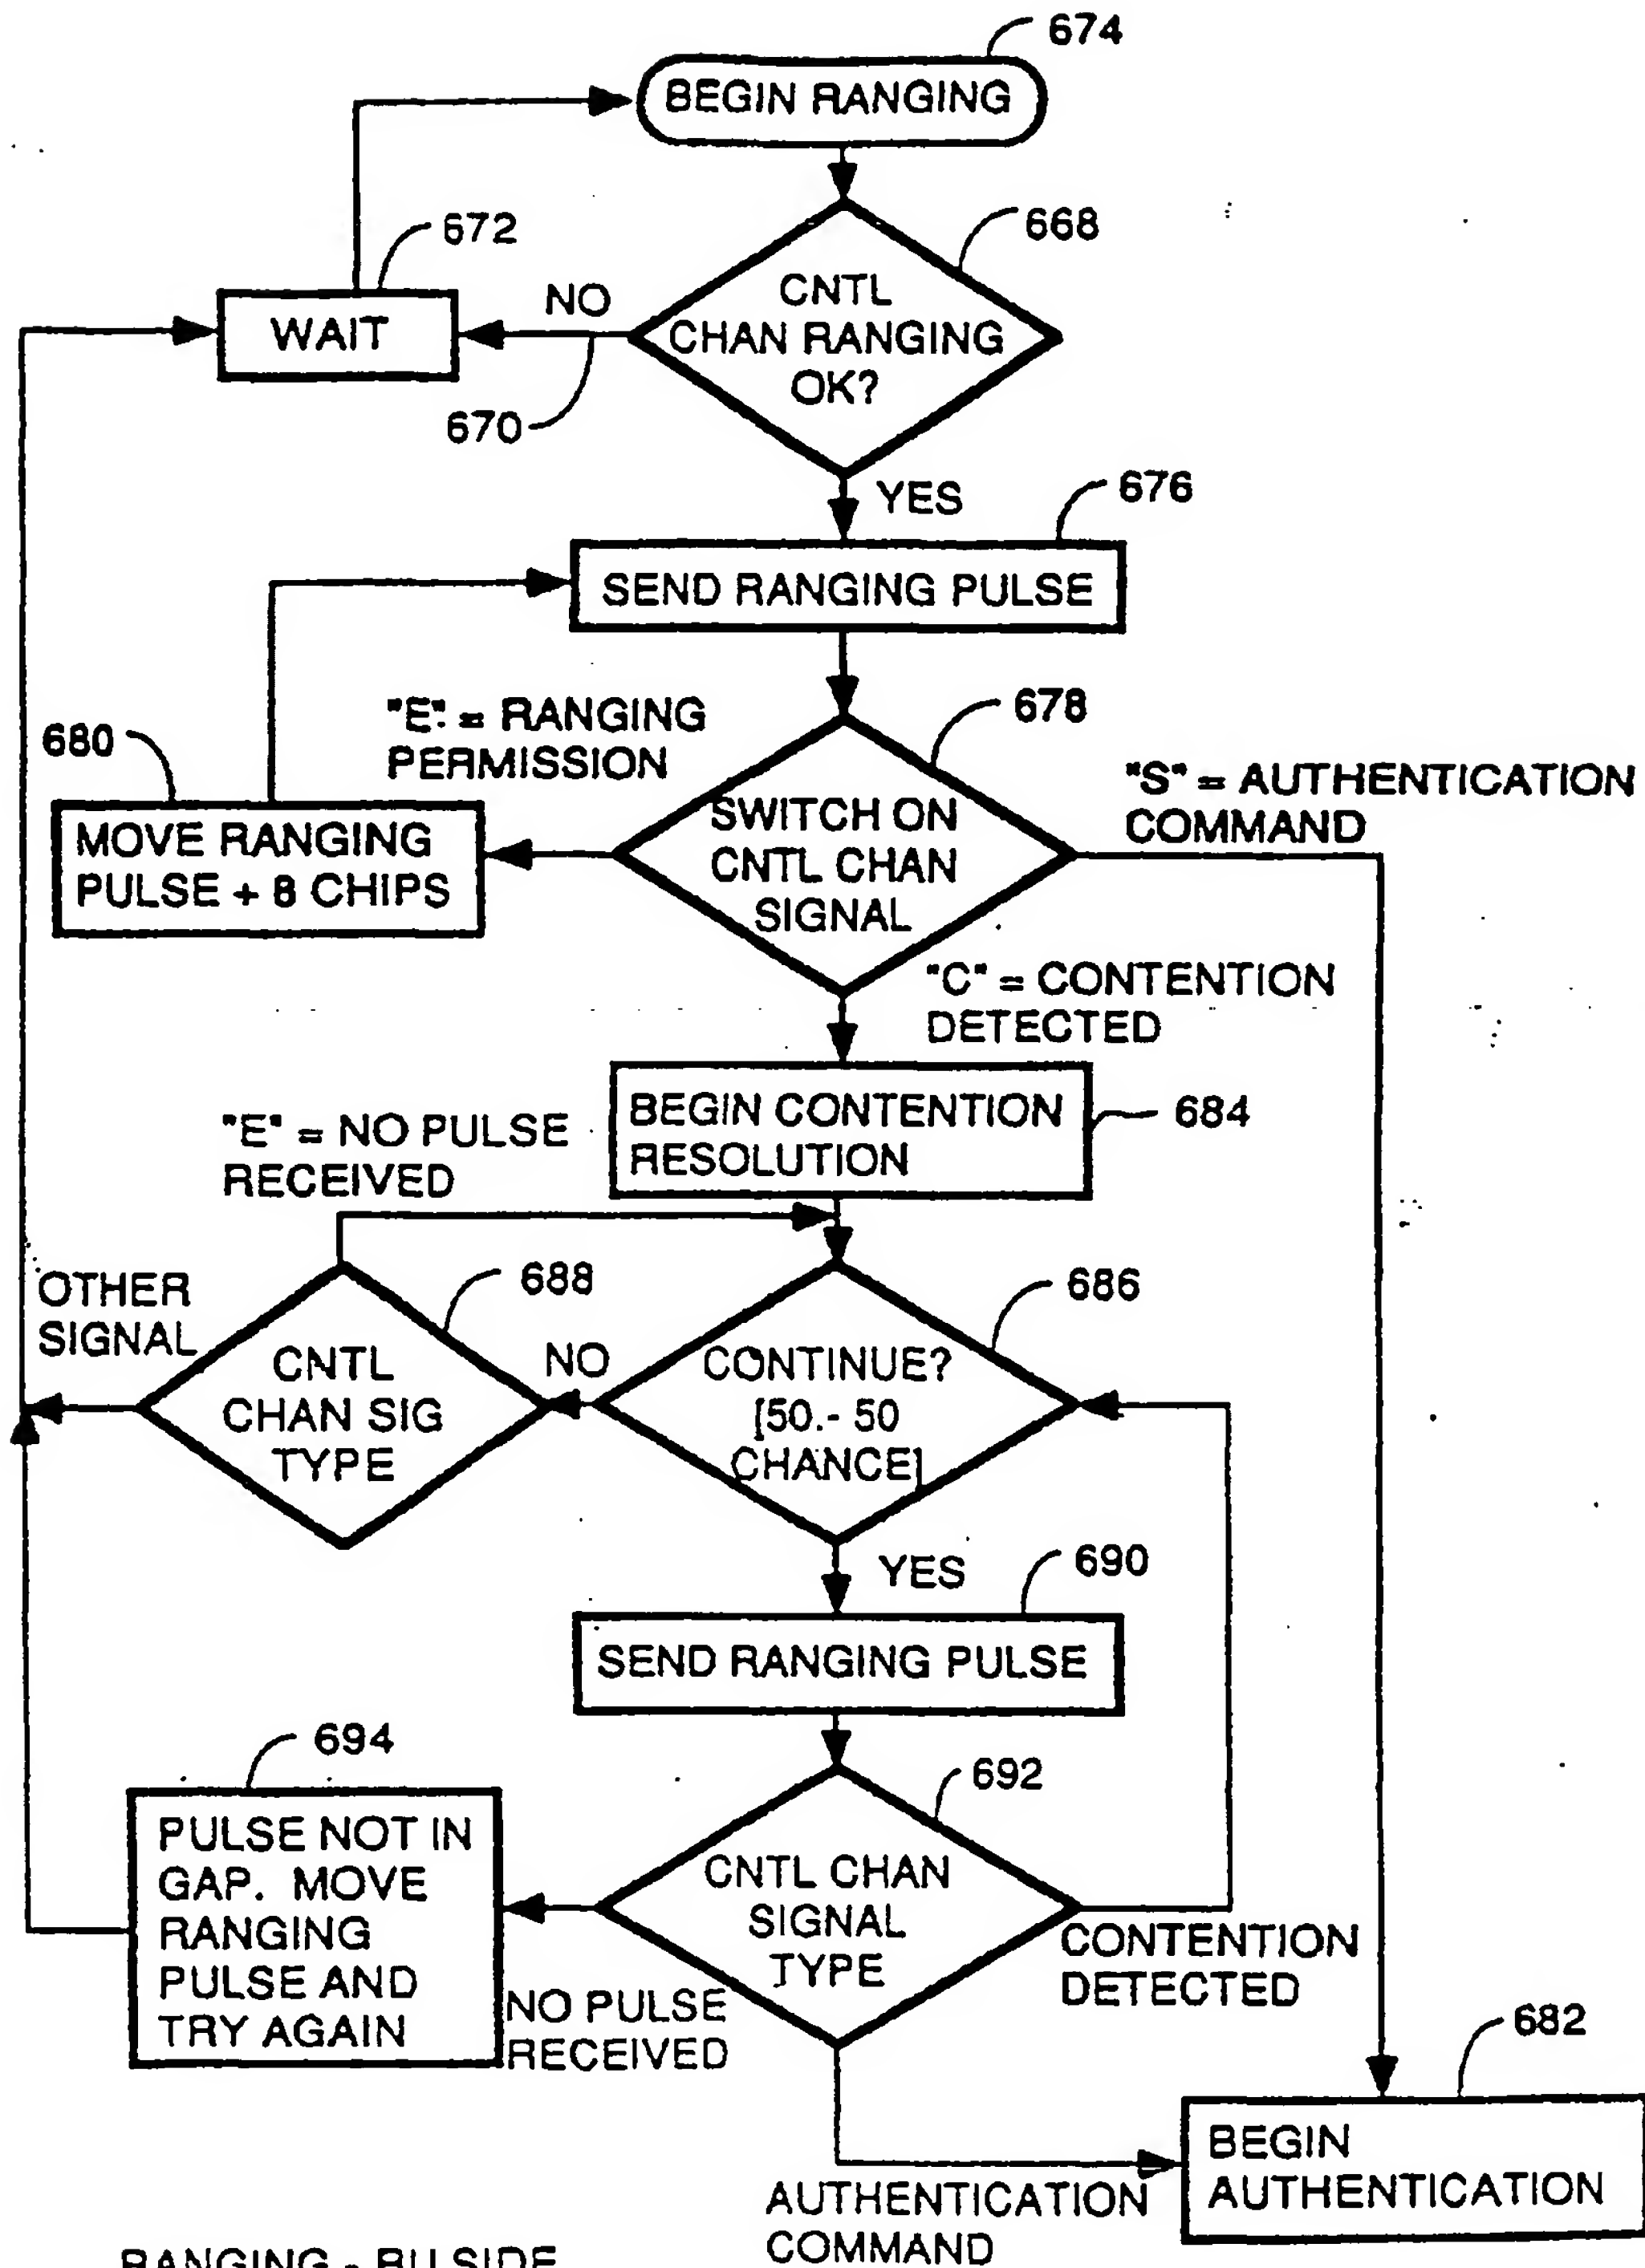 674
BEGIN RANGING
672
668
WAIT
NO
CNTL
CHAN RANGING
OK?
670
YES
676
SEND RANGING PULSE
678
"E" = RANGING
PERMISSION
680
"S" = AUTHENTICATION
COMMAND
MOVE RANGING
PULSE + 8 CHIPS
SWITCH ON
CNTL CHAN
SIGNAL
"C" = CONTENTION
DETECTED
BEGIN CONTENTION
RESOLUTION
684
"E" = NO PULSE
RECEIVED
OTHER
SIGNAL
688
686
CNTL
CHAN SIG
TYPE
NO
CONTINUE?
[50.- 50
CHANCE]
YES
690
SEND RANGING PULSE
694
692
PULSE NOT IN
GAP. MOVE
RANGING
PULSE AND
TRY AGAIN
CNTL CHAN
SIGNAL
TYPE
CONTENTION
DETECTED
NO PULSE
RECEIVED
682
BEGIN
AUTHENTICATION
AUTHENTICATION
COMMAND
RANGING - RU SIDE